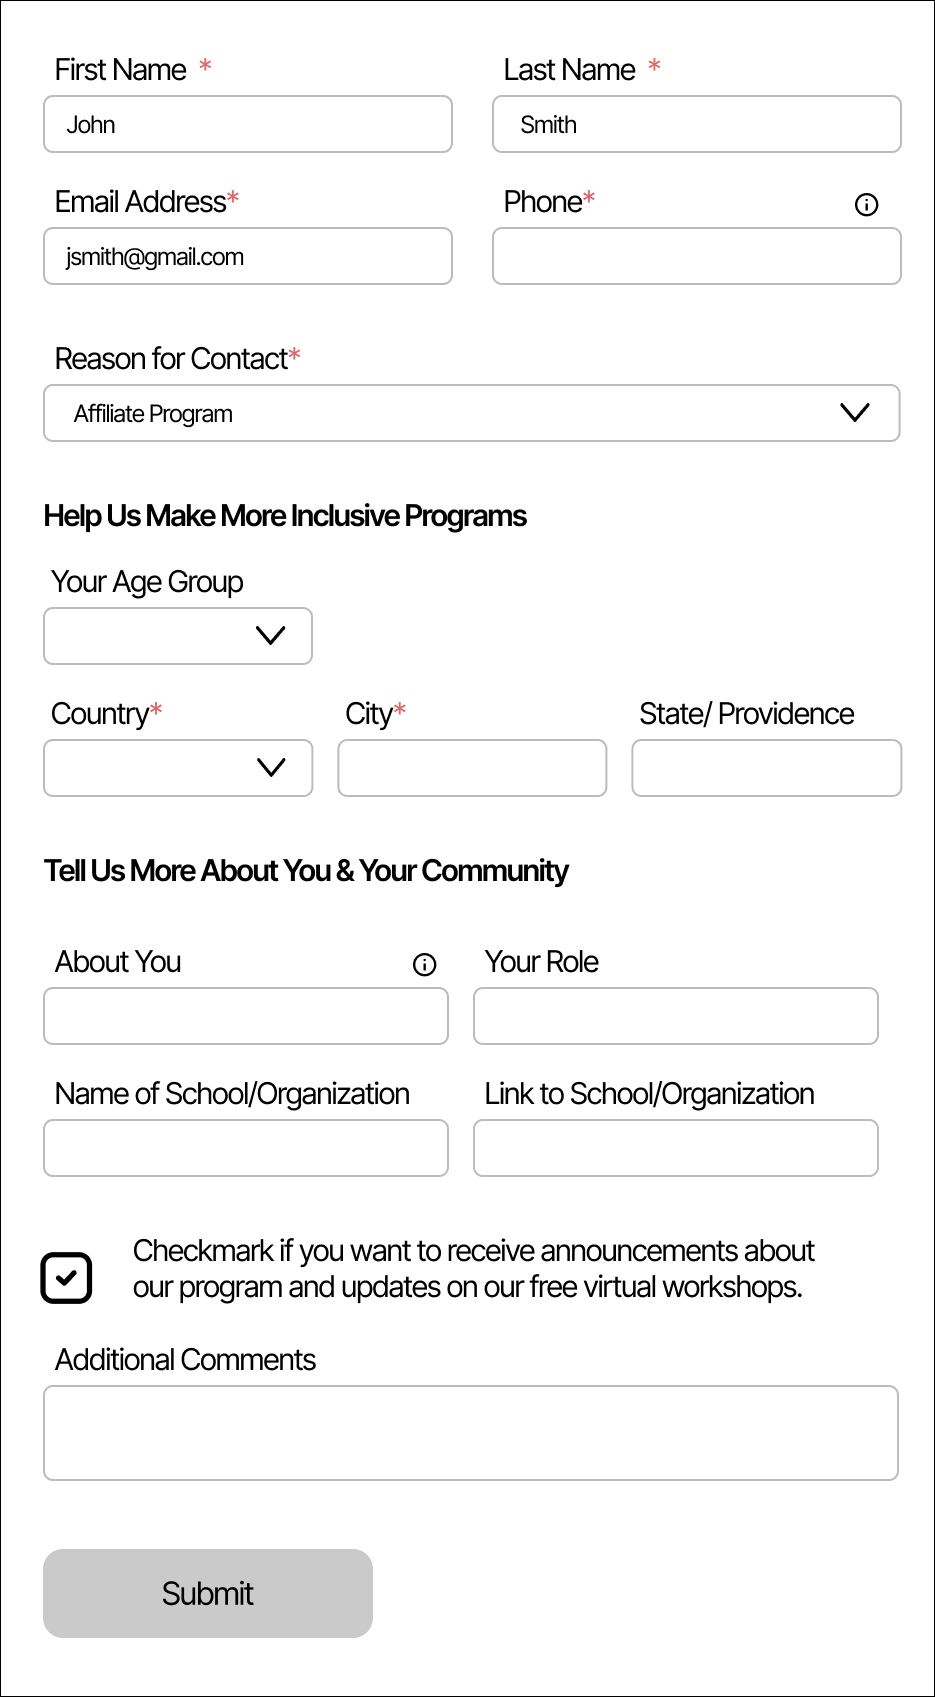 First Name *
Last Name *
John
Smith
Email Address*
Phone*
jsmith@gmail.com
Reason for Contact*
Affiliate Program
Help Us Make More Inclusive Programs
Your Age Group
Country*
City*
State/ Providence
Tell Us More About You & Your Community
About You
Your Role
Name of School/Organization
Link to School/Organization
Checkmark if you want to receive announcements about
our program and updates on our free virtual workshops.
Additional Comments
Submit